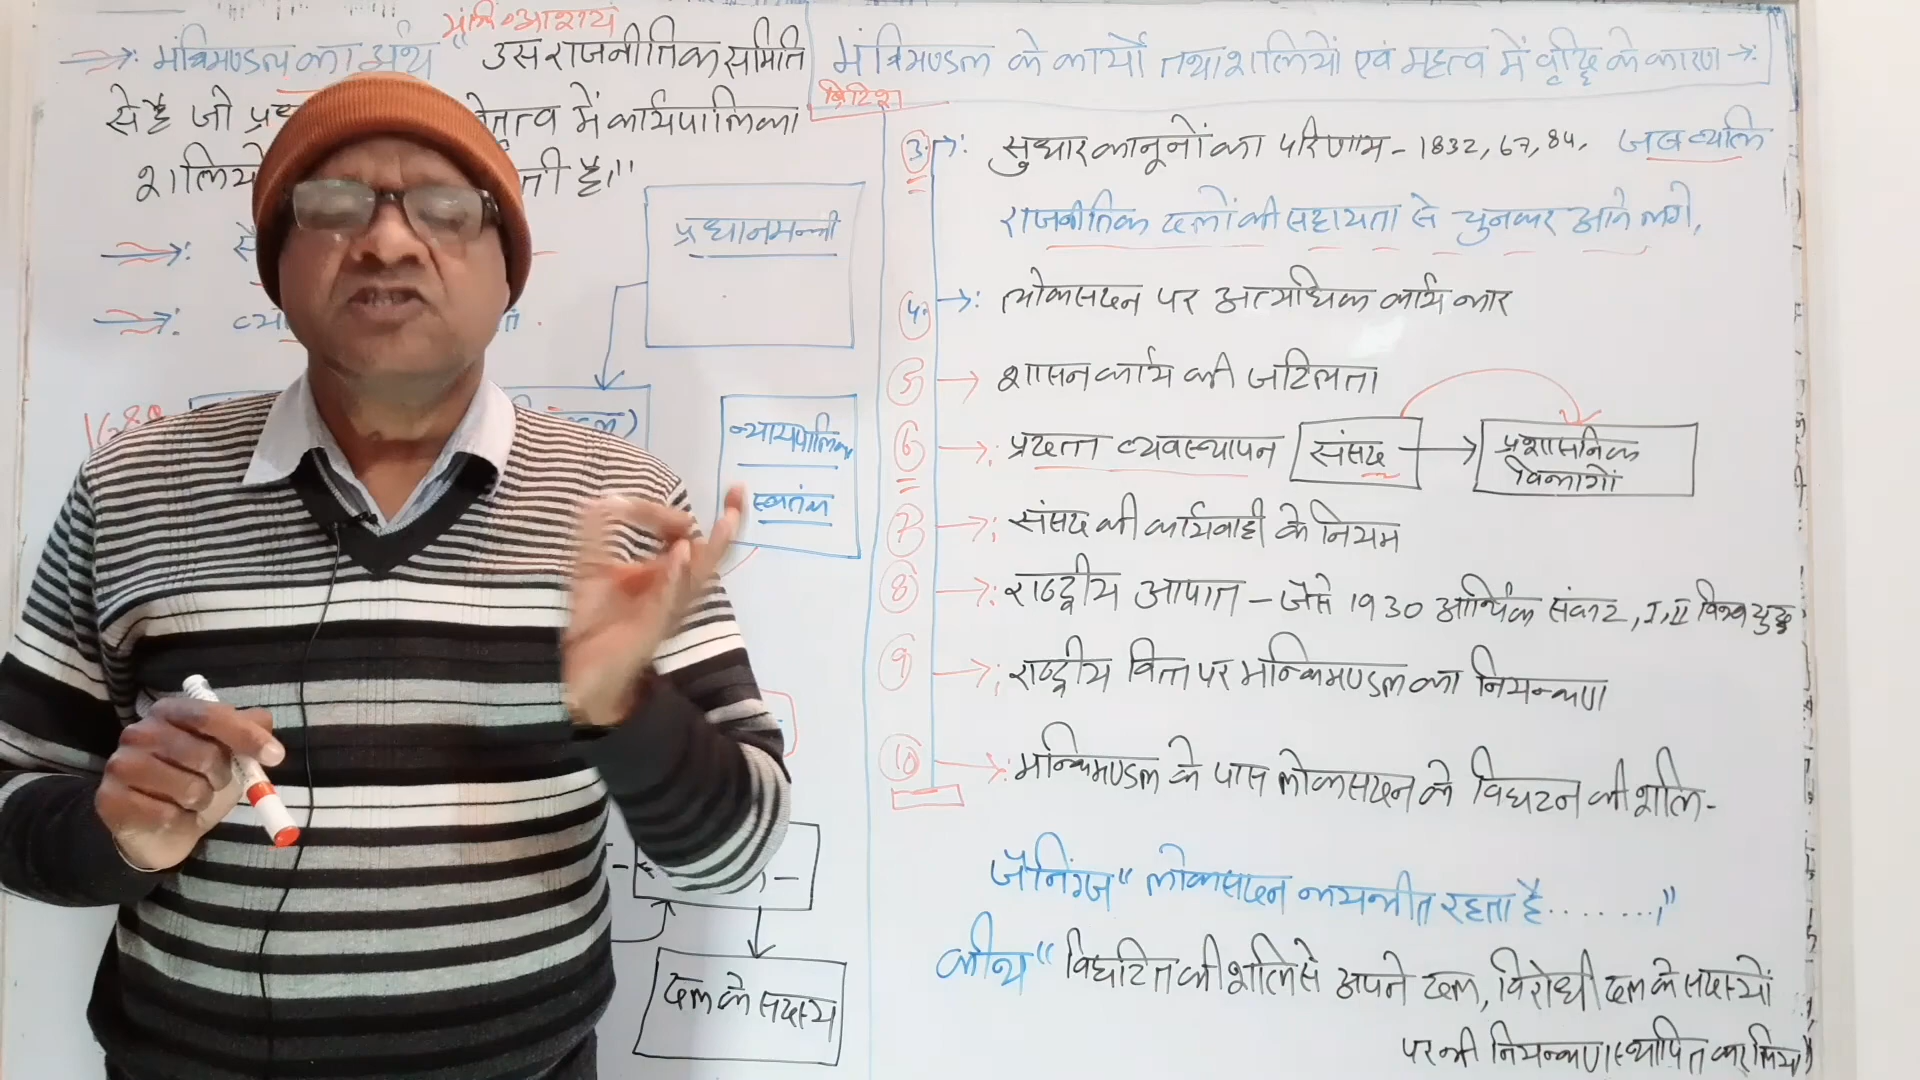 मूर्ति आशय
मंत्रिमण्डल का अर्थ "उस राजनीतिक समिति
से है जो प्र नेतृत्व में कार्यपालिका
शक्तियों ती है।"
प्रधानमन्त्री
न्यायपालिका
स्वतंत्र
दल के सदस्य
मंत्रिमण्डल के कार्यों तथा शक्तियों एवं महत्व में वृद्धि के कारण →:
ब्रिटिश
3 →: सुधार कानूनों का परिणाम - 1832, 67, 84. जब व्यक्ति
राजनीतिक दलों की सहायता से चुनकर आने लगे.
4. →: लोकसदन पर अत्यधिक कार्य भार
5 → शासन कार्य की जटिलता
6 →: प्रदत्त व्यवस्थापन संसद → प्रशासनिक
विभागों
7 →: संसद की कार्यवाही के नियम
8 →: राष्ट्रीय आपात - जैसे 1930 आर्थिक संकट, I, II विश्व युद्ध
9 →: राष्ट्रीय वित्त पर मन्त्रिमण्डल का नियन्त्रण
10 →: मन्त्रिमण्डल के पास लोकसदन के विघटन की शक्ति -
जैनिंग्ज "लोकसदन भयभीत रहता है........।"
कीथ "विघटित की शक्ति से अपने दल, विरोधी दल के सदस्यों
पर भी नियन्त्रण स्थापित कर लिया"